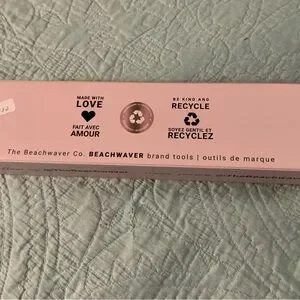 MADE WITH
LOVE
FAIT AVEC
AMOUR
BE KIND AND
RECYCLE
SOYEZ GENTIL ET
RECYCLEZ
The Beachwaver Co. BEACHWAVER brand tools | outils de marque